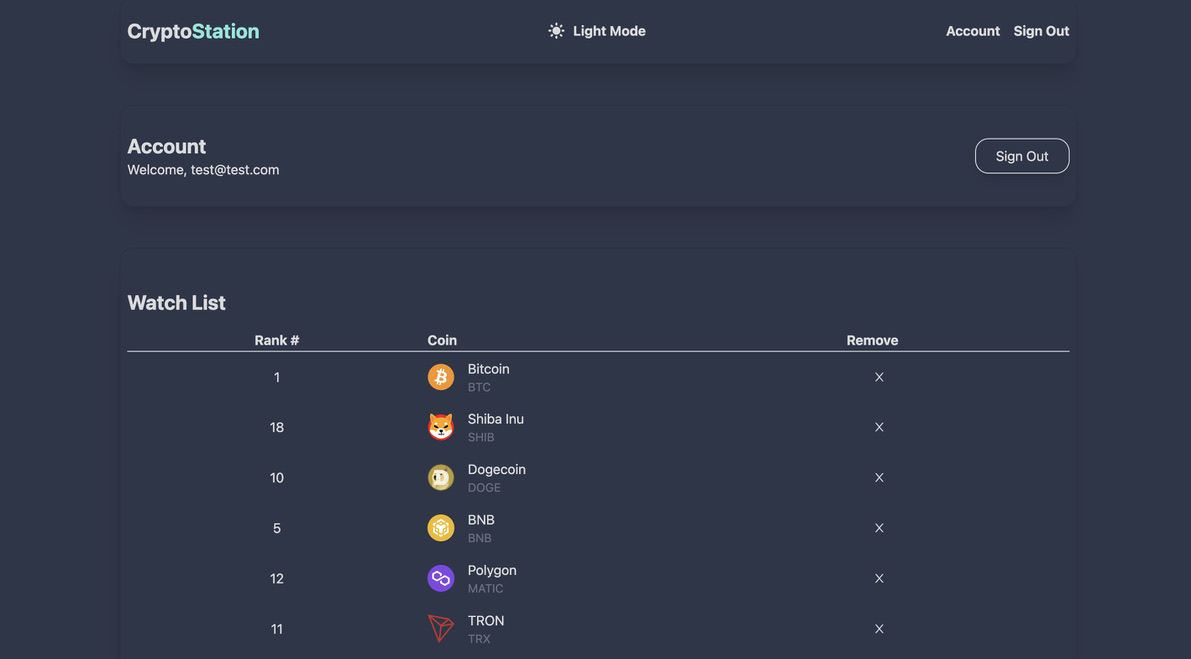 CryptoStation
Light Mode
Account Sign Out
Account
Welcome, test@test.com
Sign Out
Watch List
Rank # Coin Remove
1 Bitcoin X
BTC
18 Shiba Inu X
SHIB
10 Dogecoin X
DOGE
5 BNB X
BNB
12 Polygon X
MATIC
11 TRON X
TRX